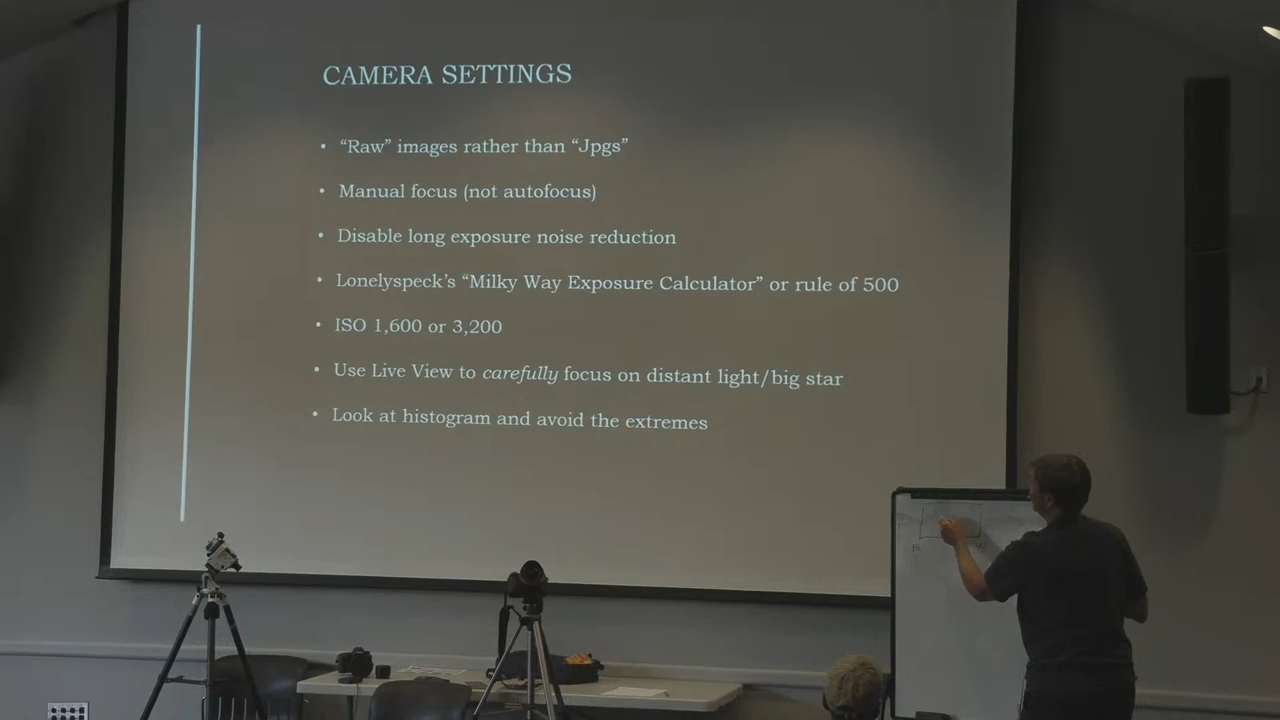 CAMERA SETTINGS
• “Raw” images rather than “Jpgs”
• Manual focus (not autofocus)
• Disable long exposure noise reduction
• Lonelyspeck’s “Milky Way Exposure Calculator” or rule of 500
• ISO 1,600 or 3,200
• Use Live View to carefully focus on distant light/big star
• Look at histogram and avoid the extremes